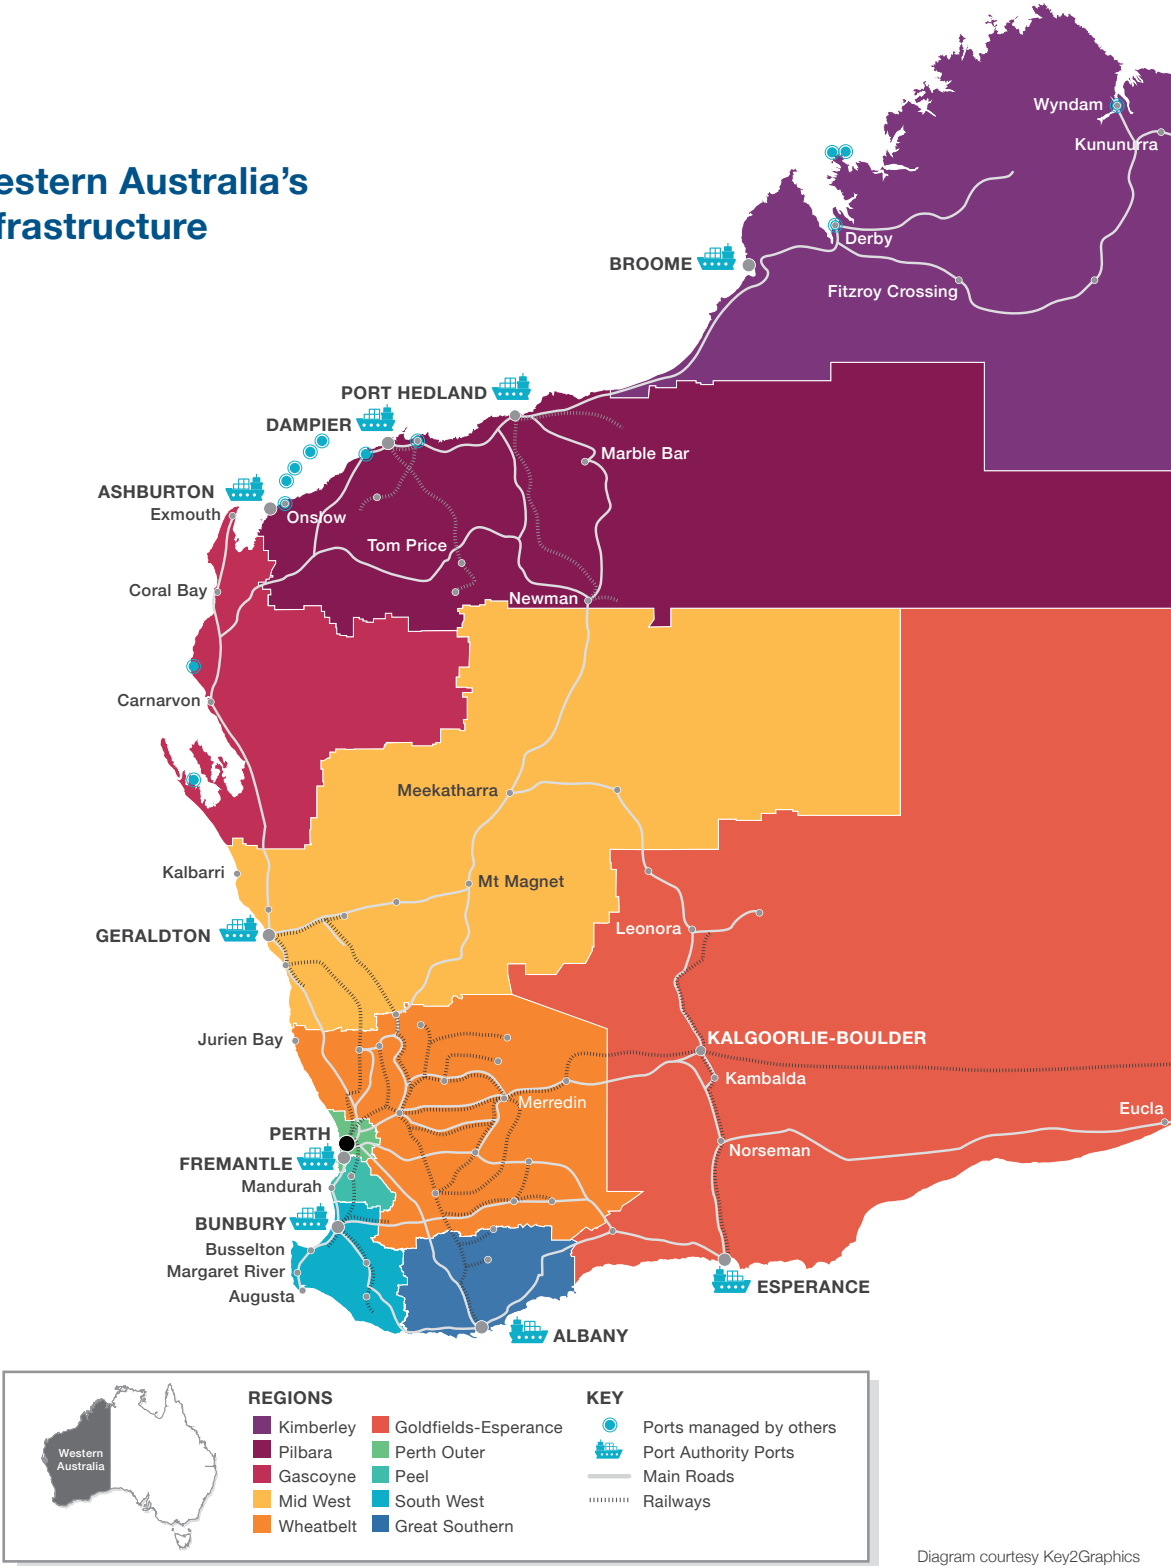 estern Australia's
frastructure
Wyndam
Kununurra
Derby
BROOME
Fitzroy Crossing
PORT HEDLAND
DAMPIER
Marble Bar
ASHBURTON
Exmouth
Onslow
Tom Price
Coral Bay
Newman
Carnarvon
Meekatharra
Kalbarri
Mt Magnet
Leonora
GERALDTON
Jurien Bay
KALGOORLIE-BOULDER
Kambalda
Merredin
Eucla
PERTH
Norseman
FREMANTLE
Mandurah
BUNBURY
Busselton
Margaret River
Augusta
ESPERANCE
ALBANY
Western
Australia
REGIONS
Kimberley
Pilbara
Gascoyne
Mid West
Wheatbelt
Goldfields-Esperance
Perth Outer
Peel
South West
Great Southern
KEY
Ports managed by others
Port Authority Ports
Main Roads
Railways
Diagram courtesy Key2Graphics